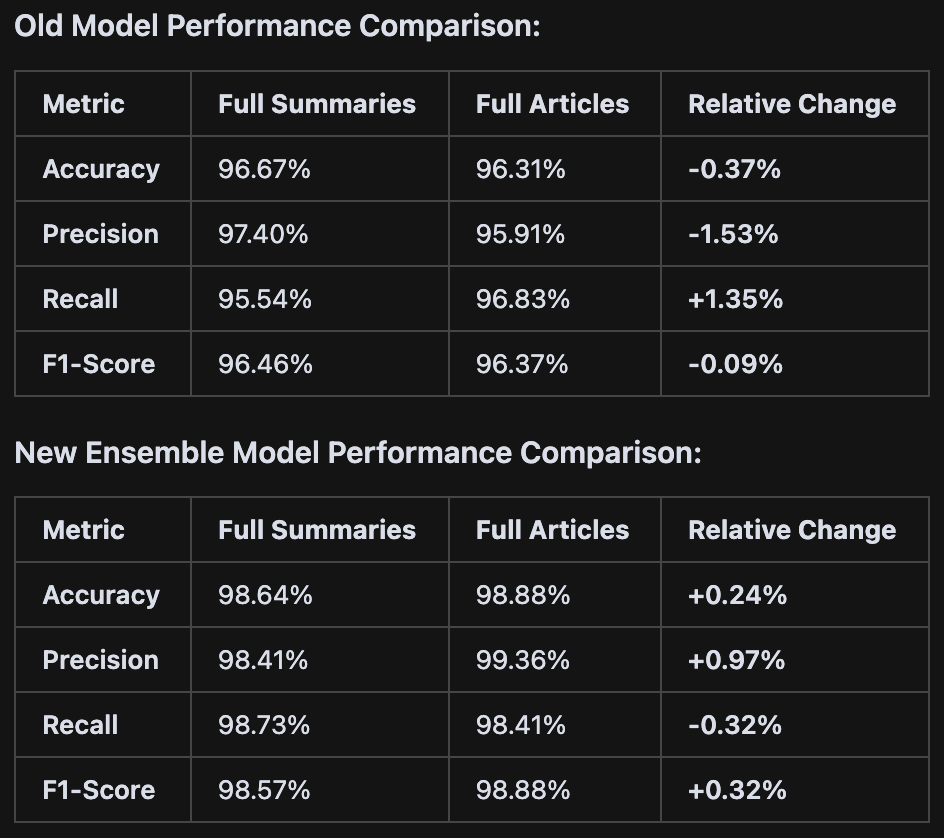 Old Model Performance Comparison:
Metric Full Summaries Full Articles Relative Change
Accuracy 96.67% 96.31% -0.37%
Precision 97.40% 95.91% -1.53%
Recall 95.54% 96.83% +1.35%
F1-Score 96.46% 96.37% -0.09%
New Ensemble Model Performance Comparison:
Metric Full Summaries Full Articles Relative Change
Accuracy 98.64% 98.88% +0.24%
Precision 98.41% 99.36% +0.97%
Recall 98.73% 98.41% -0.32%
F1-Score 98.57% 98.88% +0.32%